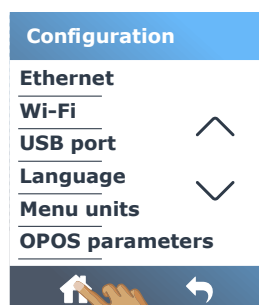 Configuration
Ethernet
Wi-Fi
USB port
Language
Menu units
OPOS parameters